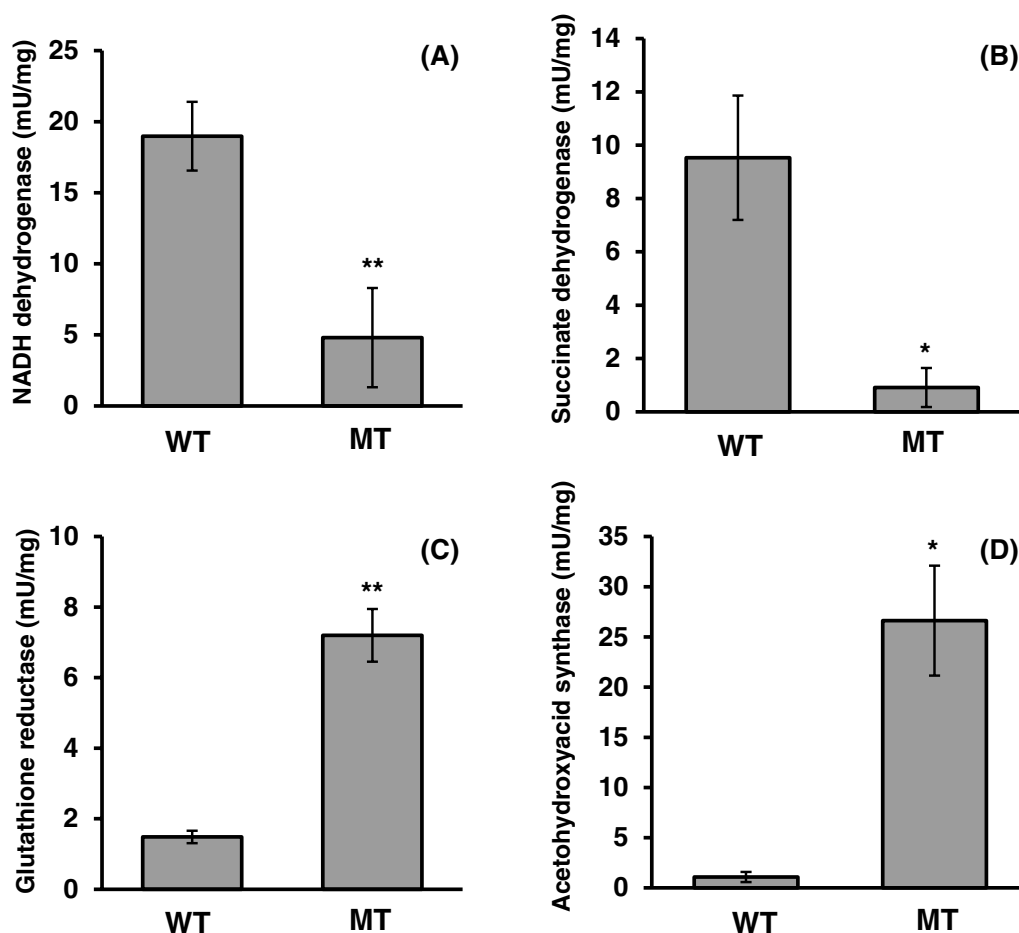 (A)
NADH dehydrogenase (mU/mg)
25
20
15
10
5
0
**
WT
MT
(B)
Succinate dehydrogenase (mU/mg)
14
12
10
8
6
4
2
0
*
WT
MT
(C)
Glutathione reductase (mU/mg)
10
8
6
4
2
0
**
WT
MT
(D)
Acetohydroxyacid synthase (mU/mg)
35
30
25
20
15
10
5
0
*
WT
MT